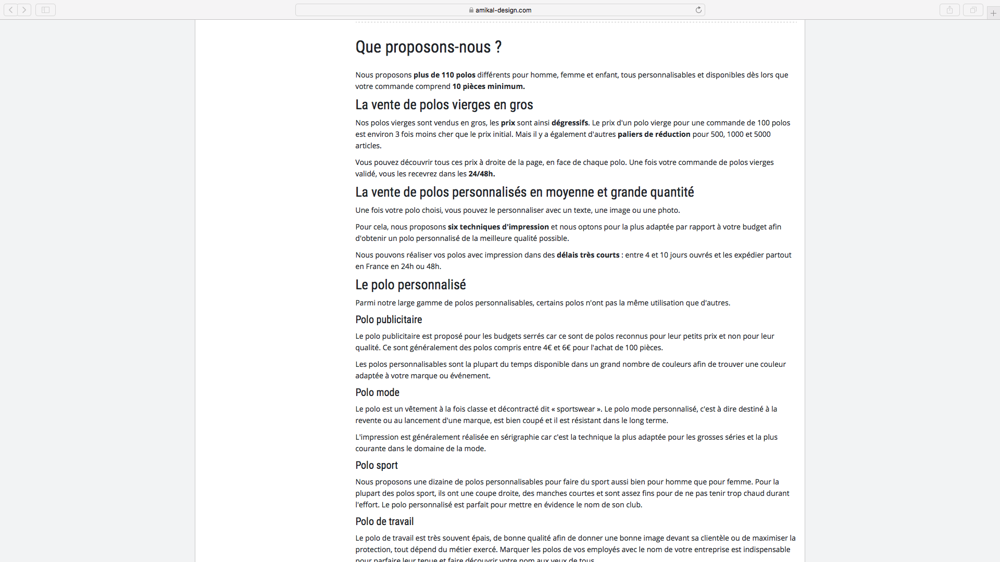 amikal-design.com
Que proposons-nous ?
Nous proposons plus de 110 polos différents pour homme, femme et enfant, tous personnalisables et disponibles dès lors que
votre commande comprend 10 pièces minimum.
La vente de polos vierges en gros
Nos polos vierges sont vendus en gros, les prix sont ainsi dégressifs. Le prix d'un polo vierge pour une commande de 100 polos
est environ 3 fois moins cher que le prix initial. Mais il y a également d'autres paliers de réduction pour 500, 1000 et 5000
articles.
Vous pouvez découvrir tous ces prix à droite de la page, en face de chaque polo. Une fois votre commande de polos vierges
validé, vous les recevrez dans les 24/48h.
La vente de polos personnalisés en moyenne et grande quantité
Une fois votre polo choisi, vous pouvez le personnaliser avec un texte, une image ou une photo.
Pour cela, nous proposons six techniques d'impression et nous optons pour la plus adaptée par rapport à votre budget afin
d'obtenir un polo personnalisé de la meilleure qualité possible.
Nous pouvons réaliser vos polos avec impression dans des délais très courts : entre 4 et 10 jours ouvrés et les expédier partout
en France en 24h ou 48h.
Le polo personnalisé
Parmi notre large gamme de polos personnalisables, certains polos n'ont pas la même utilisation que d'autres.
Polo publicitaire
Le polo publicitaire est proposé pour les budgets serrés car ce sont de polos reconnus pour leur petits prix et non pour leur
qualité. Ce sont généralement des polos compris entre 4€ et 6€ pour l'achat de 100 pièces.
Les polos personnalisables sont la plupart du temps disponible dans un grand nombre de couleurs afin de trouver une couleur
adaptée à votre marque ou événement.
Polo mode
Le polo est un vêtement à la fois classe et décontracté dit « sportswear ». Le polo mode personnalisé, c'est à dire destiné à la
revente ou au lancement d'une marque, est bien coupé et il est résistant dans le long terme.
L'impression est généralement réalisée en sérigraphie car c'est la technique la plus adaptée pour les grosses séries et la plus
courante dans le domaine de la mode.
Polo sport
Nous proposons une dizaine de polos personnalisables pour faire du sport aussi bien pour homme que pour femme. Pour la
plupart des polos sport, ils ont une coupe droite, des manches courtes et sont assez fins pour de ne pas tenir trop chaud durant
l'effort. Le polo personnalisé est parfait pour mettre en évidence le nom de son club.
Polo de travail
Le polo de travail est très souvent épais, de bonne qualité afin de donner une bonne image devant sa clientèle ou de maximiser la
protection, tout dépend du métier exercé. Marquer les polos de vos employés avec le nom de votre entreprise est indispensable
pour parfaire leur tenue et faire découvrir votre nom aux yeux de tous.